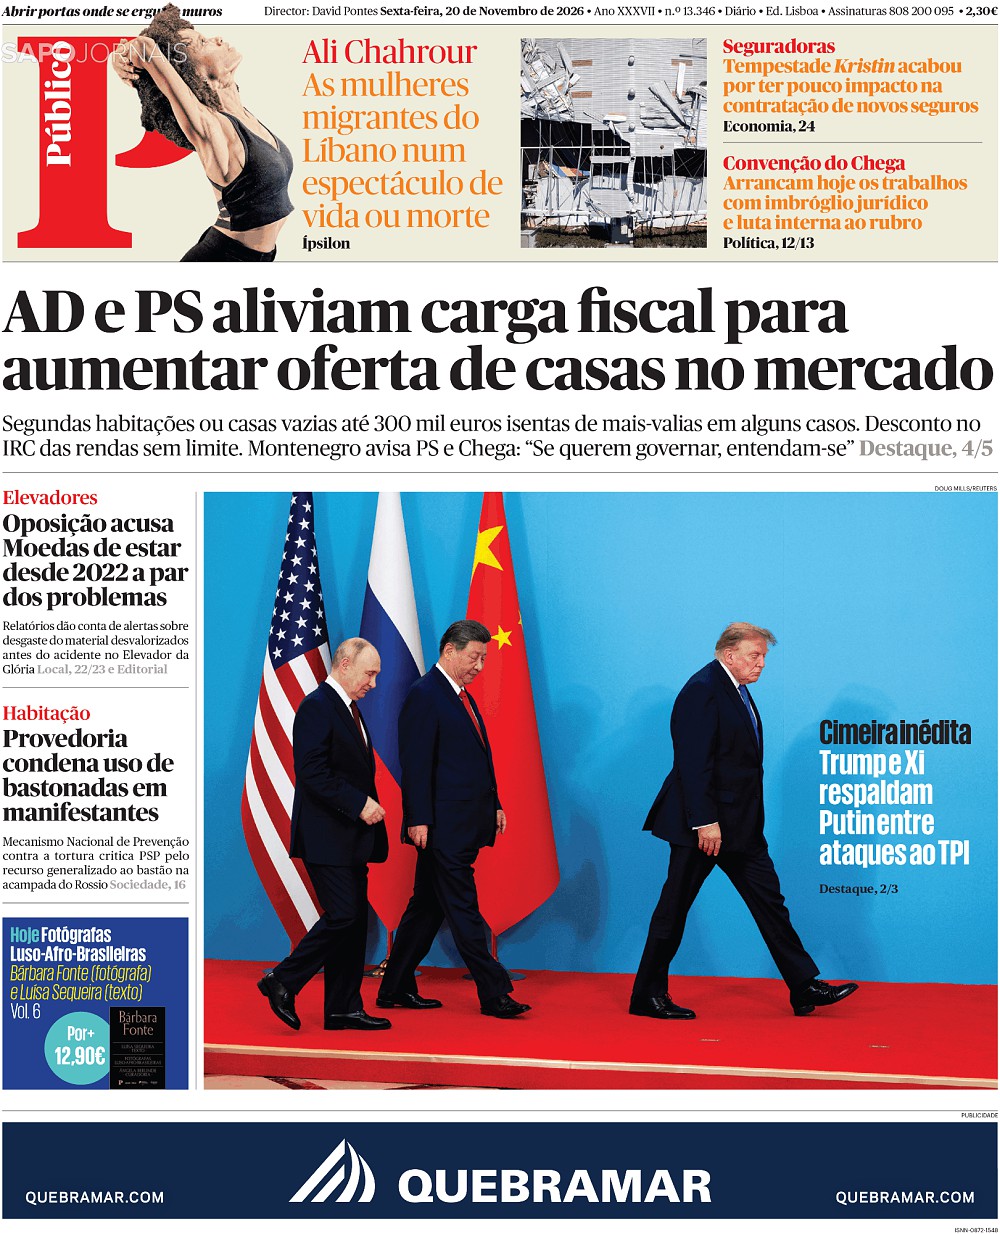 Abrir portas onde se erguem muros
Director: David Pontes Sexta-feira, 20 de Novembro de 2026 • Ano XXXVII • n.º 13.346 • Diário • Ed. Lisboa • Assinaturas 808 200 095 • 2,30€
SAPO JORNAIS
Público
Ali Chahrour
As mulheres
migrantes do
Líbano num
espectáculo de
vida ou morte
Ípsilon
Seguradoras
Tempestade Kristin acabou
por ter pouco impacto na
contratação de novos seguros
Economia, 24
Convenção do Chega
Arrancam hoje os trabalhos
com imbróglio jurídico
e luta interna ao rubro
Política, 12/13
AD e PS aliviam carga fiscal para
aumentar oferta de casas no mercado
Segundas habitações ou casas vazias até 300 mil euros isentas de mais-valias em alguns casos. Desconto no
IRC das rendas sem limite. Montenegro avisa PS e Chega: “Se querem governar, entendam-se” Destaque, 4/5
DOUG MILLS/REUTERS
Elevadores
Oposição acusa
Moedas de estar
desde 2022 a par
dos problemas
Relatórios dão conta de alertas sobre
desgaste do material desvalorizados
antes do acidente no Elevador da
Glória Local, 22/23 e Editorial
Habitação
Provedoria
condena uso de
bastonadas em
manifestantes
Mecanismo Nacional de Prevenção
contra a tortura critica PSP pelo
recurso generalizado ao bastão na
acampada do Rossio Sociedade, 16
Cimeira inédita
Trump e Xi
respaldam
Putin entre
ataques ao TPI
Destaque, 2/3
Hoje Fotógrafas
Luso-Afro-Brasileiras
Bárbara Fonte (fotógrafa)
e Luísa Sequeira (texto)
Vol. 6
Por+
12,90€
Bárbara
Fonte
PUBLICIDADE
QUEBRAMAR.COM
QUEBRAMAR
QUEBRAMAR.COM
ISNN-0872-1548